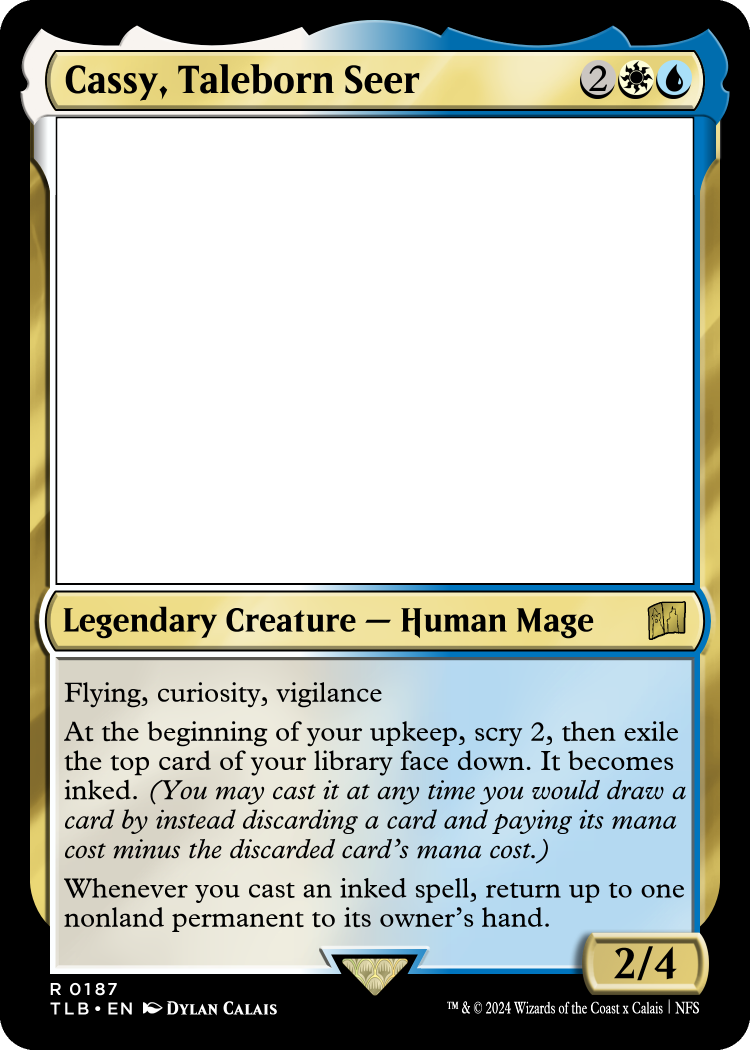 Cassy, Taleborn Seer 2
Legendary Creature — Human Mage
Flying, curiosity, vigilance
At the beginning of your upkeep, scry 2, then exile
the top card of your library face down. It becomes
inked. (You may cast it at any time you would draw a
card by instead discarding a card and paying its mana
cost minus the discarded card's mana cost.)
Whenever you cast an inked spell, return up to one
nonland permanent to its owner's hand.
2/4
R 0187
TLB • EN Dylan Calais
™ & © 2024 Wizards of the Coast x Calais | NFS